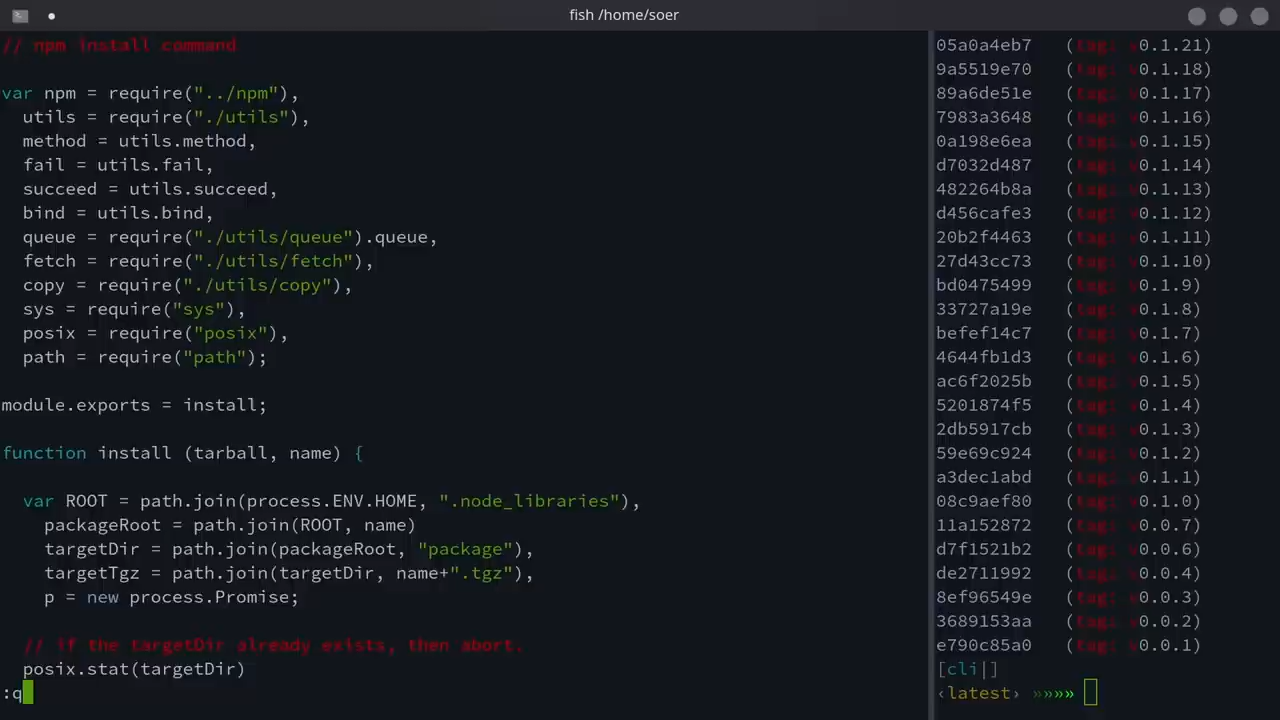 fish /home/soer
// npm install command
var npm = require("../npm"),
  utils = require("./utils"),
  method = utils.method,
  fail = utils.fail,
  succeed = utils.succeed,
  bind = utils.bind,
  queue = require("./utils/queue").queue,
  fetch = require("./utils/fetch"),
  copy = require("./utils/copy"),
  sys = require("sys"),
  posix = require("posix"),
  path = require("path");
module.exports = install;
function install (tarball, name) {
  var ROOT = path.join(process.ENV.HOME, ".node_libraries"),
    packageRoot = path.join(ROOT, name)
    targetDir = path.join(packageRoot, "package"),
    targetTgz = path.join(targetDir, name+".tgz"),
    p = new process.Promise;
  // if the targetDir already exists, then abort.
  posix.stat(targetDir)
:q
05a0a4eb7   (tag: v0.1.21)
9a5519e70   (tag: v0.1.18)
89a6de51e   (tag: v0.1.17)
7983a3648   (tag: v0.1.16)
0a198e6ea   (tag: v0.1.15)
d7032d487   (tag: v0.1.14)
482264b8a   (tag: v0.1.13)
d456cafe3   (tag: v0.1.12)
20b2f4463   (tag: v0.1.11)
27d43cc73   (tag: v0.1.10)
bd0475499   (tag: v0.1.9)
33727a19e   (tag: v0.1.8)
befef14c7   (tag: v0.1.7)
4644fb1d3   (tag: v0.1.6)
ac6f2025b   (tag: v0.1.5)
5201874f5   (tag: v0.1.4)
2db5917cb   (tag: v0.1.3)
59e69c924   (tag: v0.1.2)
a3dec1abd   (tag: v0.1.1)
08c9aef80   (tag: v0.1.0)
11a152872   (tag: v0.0.7)
d7f1521b2   (tag: v0.0.6)
de2711992   (tag: v0.0.4)
8ef96549e   (tag: v0.0.3)
3689153aa   (tag: v0.0.2)
e790c85a0   (tag: v0.0.1)
[cli|]
‹latest› »»»»